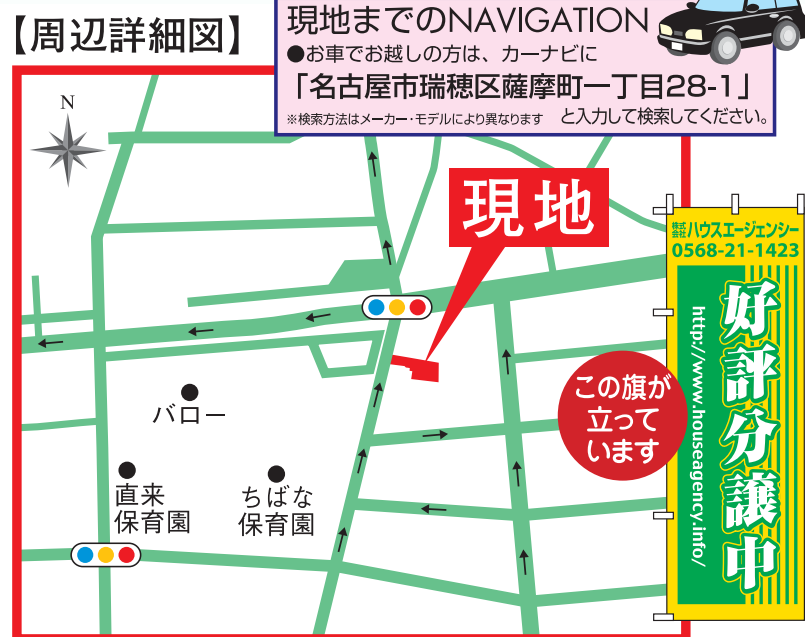 【周辺詳細図】
現地までのNAVIGATION
●お車でお越しの方は、カーナビに
「名古屋市瑞穂区薩摩町一丁目28-1」
※検索方法はメーカー・モデルにより異なります と入力して検索してください。
N
現地
株式会社ハウスエージェンシー
0568-21-1423
好評分譲中
http://www.houseagency.info/
この旗が
立って
います
バロー
直来
保育園
ちばな
保育園